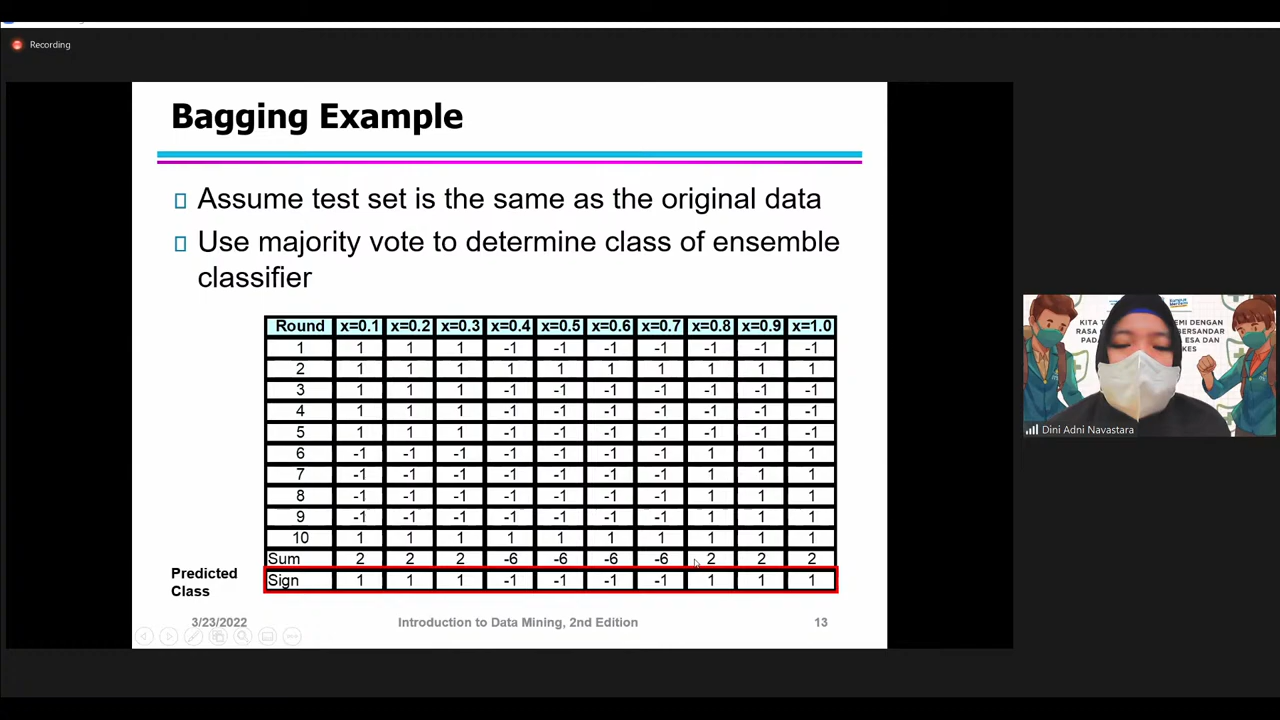 Recording
Bagging Example
Assume test set is the same as the original data
Use majority vote to determine class of ensemble
classifier
Round x=0.1 x=0.2 x=0.3 x=0.4 x=0.5 x=0.6 x=0.7 x=0.8 x=0.9 x=1.0
1 1 1 1 -1 -1 -1 -1 -1 -1 -1
2 1 1 1 1 1 1 1 1 1 1
3 1 1 1 -1 -1 -1 -1 -1 -1 -1
4 1 1 1 -1 -1 -1 -1 -1 -1 -1
5 1 1 1 -1 -1 -1 -1 -1 -1 -1
6 -1 -1 -1 -1 -1 -1 -1 1 1 1
7 -1 -1 -1 -1 -1 -1 -1 1 1 1
8 -1 -1 -1 -1 -1 -1 -1 1 1 1
9 -1 -1 -1 -1 -1 -1 -1 1 1 1
10 1 1 1 1 1 1 1 1 1 1
Sum 2 2 2 -6 -6 -6 -6 2 2 2
Predicted
Class
Sign 1 1 1 -1 -1 -1 -1 1 1 1
3/23/2022 Introduction to Data Mining, 2nd Edition 13
KITA T EMI DENGAN
RASA BERSANDAR
PAD ESA DAN
KES
Dini Adni Navastara